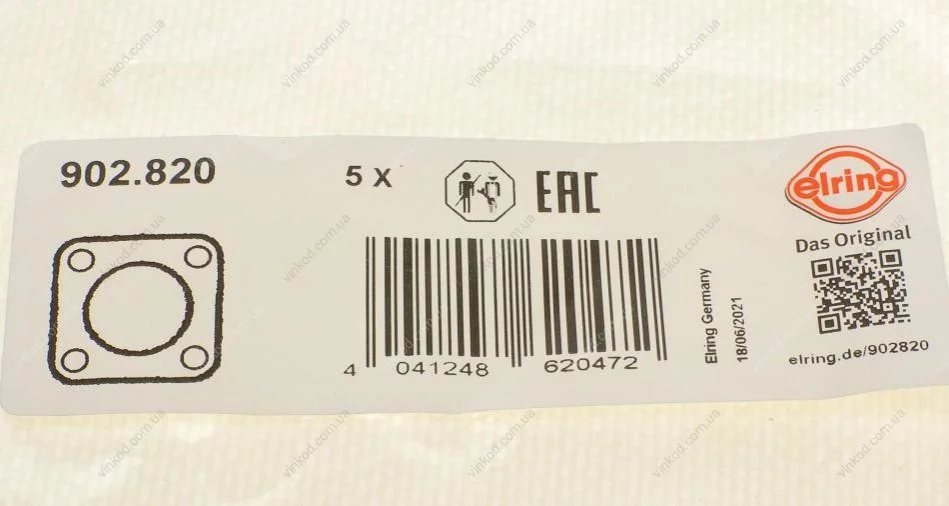 902.820
5 x
EAC
elring
Das Original
elring.de/902820
Elring Germany
18/06/2021
4 041248 620472
vinkod.com.ua